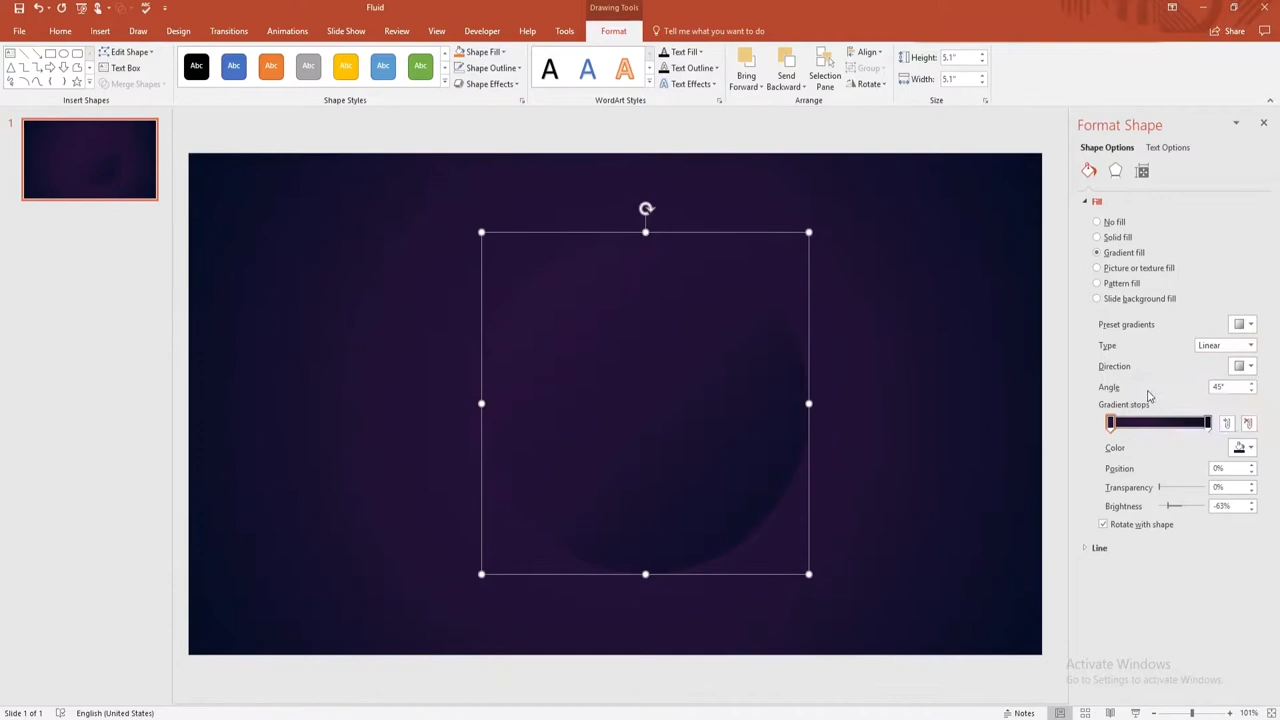 Fluid
Drawing Tools
File Home Insert Draw Design Transitions Animations Slide Show Review View Developer Help Tools Format Tell me what you want to do Share
Edit Shape
Text Box
Merge Shapes
Insert Shapes
Abc Abc Abc Abc Abc Abc Abc
Shape Fill
Shape Outline
Shape Effects
Shape Styles
A A A
Text Fill
Text Outline
Text Effects
WordArt Styles
Bring Forward
Send Backward
Selection Pane
Align
Group
Rotate
Arrange
Height: 5.1"
Width: 5.1"
Size
1
Format Shape
Shape Options Text Options
Fill
No fill
Solid fill
Gradient fill
Picture or texture fill
Pattern fill
Slide background fill
Preset gradients
Type Linear
Direction
Angle 45°
Gradient stops
Color
Position 0%
Transparency 0%
Brightness -63%
Rotate with shape
Line
Activate Windows
Go to Settings to activate Windows.
Slide 1 of 1 English (United States) Notes 101%